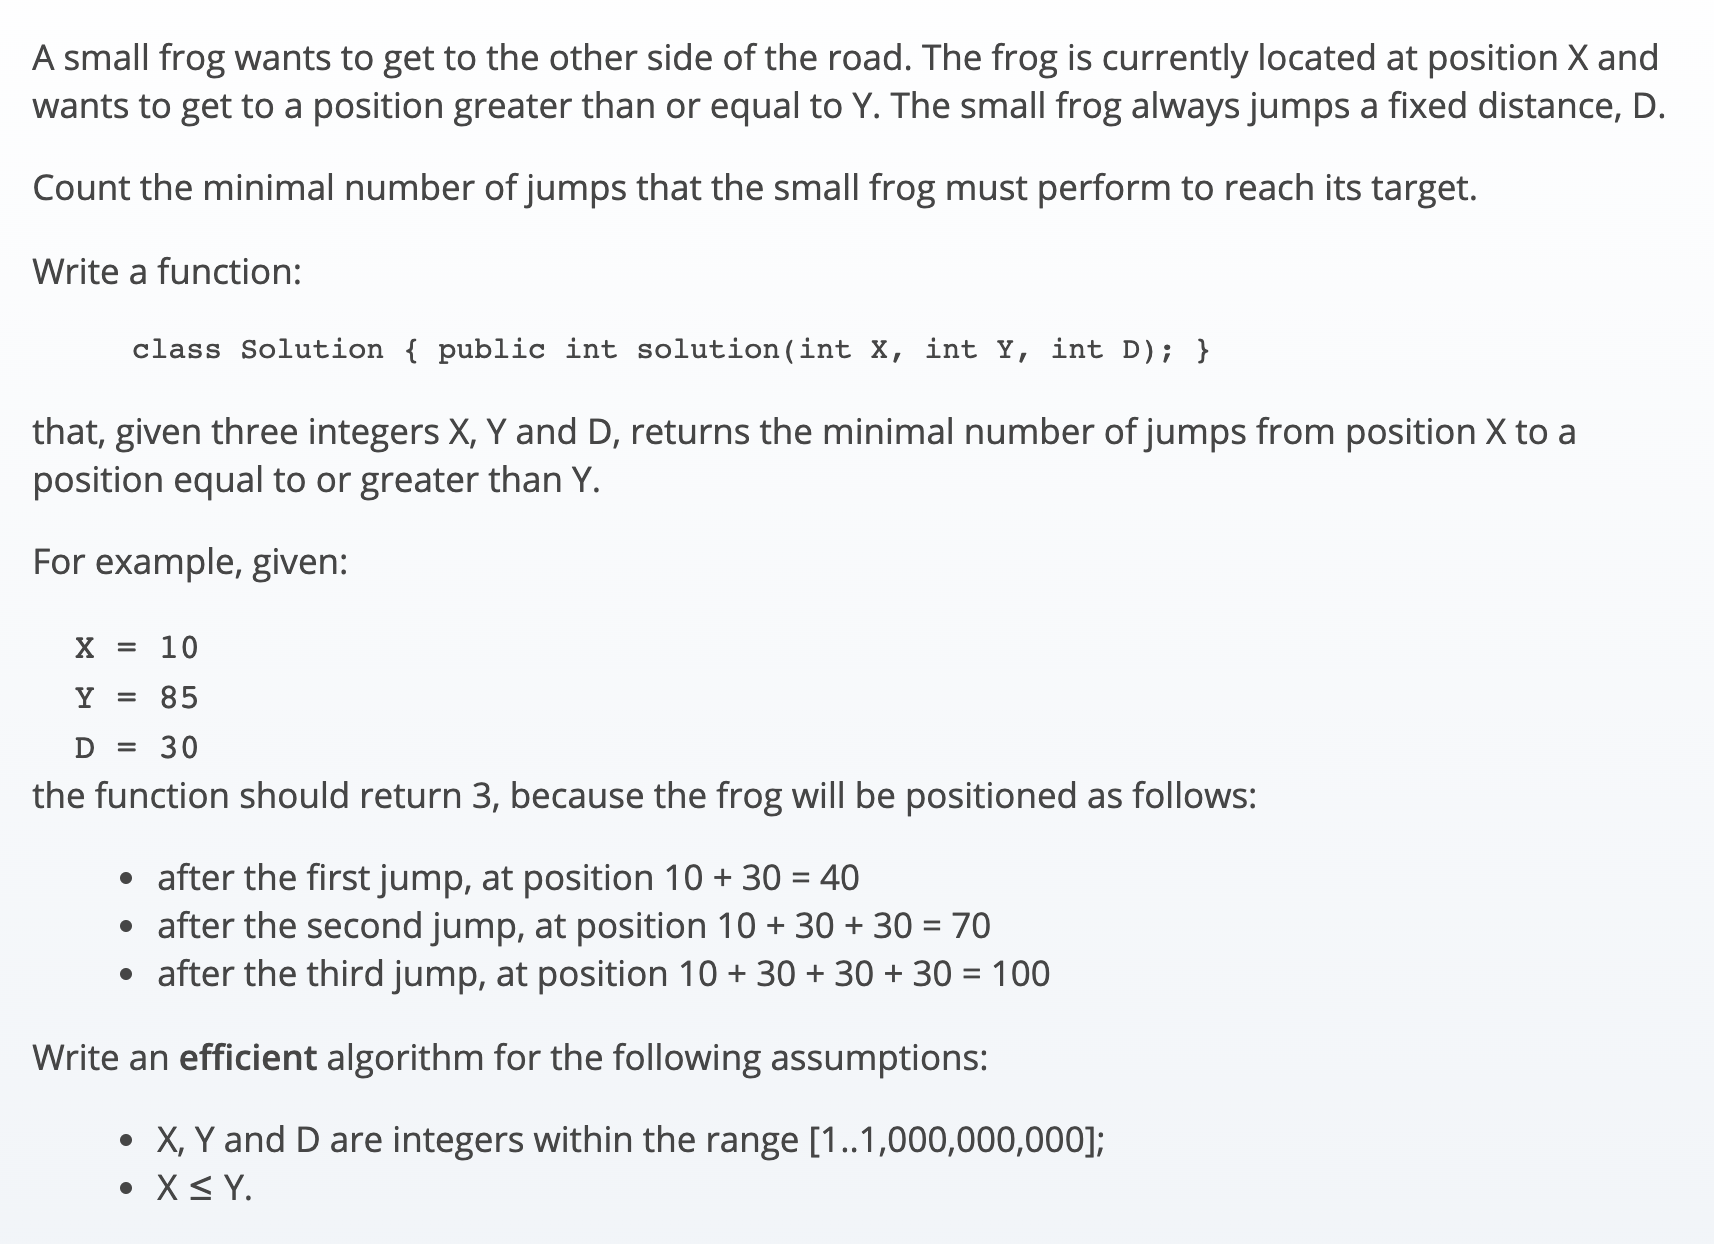 A small frog wants to get to the other side of the road. The frog is currently located at position X and
wants to get to a position greater than or equal to Y. The small frog always jumps a fixed distance, D.
Count the minimal number of jumps that the small frog must perform to reach its target.
Write a function:
class Solution { public int solution(int X, int Y, int D); }
that, given three integers X, Y and D, returns the minimal number of jumps from position X to a
position equal to or greater than Y.
For example, given:
X = 10
Y = 85
D = 30
the function should return 3, because the frog will be positioned as follows:
• after the first jump, at position 10 + 30 = 40
• after the second jump, at position 10 + 30 + 30 = 70
• after the third jump, at position 10 + 30 + 30 + 30 = 100
Write an efficient algorithm for the following assumptions:
• X, Y and D are integers within the range [1..1,000,000,000];
• X ≤ Y.